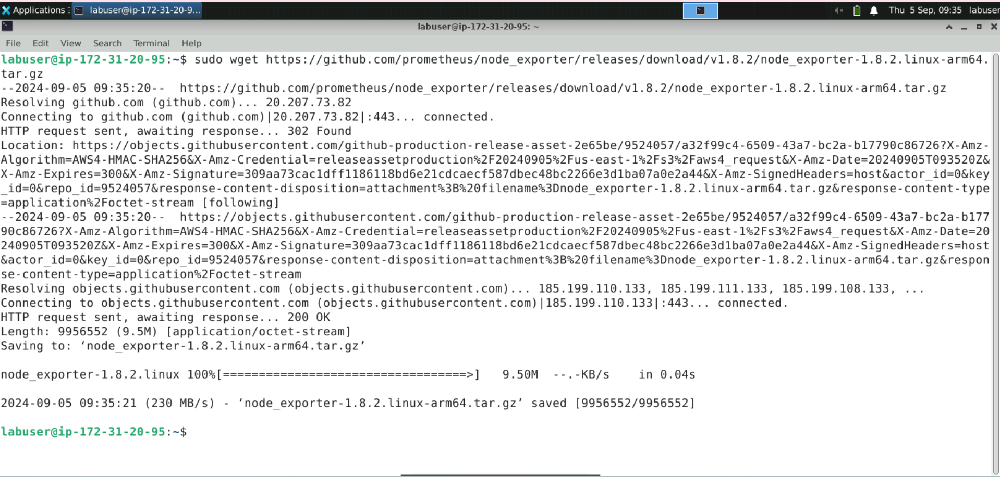 Applications
labuser@ip-172-31-20-9...
Thu 5 Sep, 09:35 labuser
labuser@ip-172-31-20-95: ~
File Edit View Search Terminal Help
labuser@ip-172-31-20-95:~$ sudo wget https://github.com/prometheus/node_exporter/releases/download/v1.8.2/node_exporter-1.8.2.linux-arm64.
tar.gz
--2024-09-05 09:35:20--  https://github.com/prometheus/node_exporter/releases/download/v1.8.2/node_exporter-1.8.2.linux-arm64.tar.gz
Resolving github.com (github.com)... 20.207.73.82
Connecting to github.com (github.com)|20.207.73.82|:443... connected.
HTTP request sent, awaiting response... 302 Found
Location: https://objects.githubusercontent.com/github-production-release-asset-2e65be/9524057/a32f99c4-6509-43a7-bc2a-b17790c86726?X-Amz-
Algorithm=AWS4-HMAC-SHA256&X-Amz-Credential=releaseassetproduction%2F20240905%2Fus-east-1%2Fs3%2Faws4_request&X-Amz-Date=20240905T093520Z&
X-Amz-Expires=300&X-Amz-Signature=309aa73cac1dff1186118bd6e21cdcaecf587dbec48bc2266e3d1ba07a0e2a44&X-Amz-SignedHeaders=host&actor_id=0&key
_id=0&repo_id=9524057&response-content-disposition=attachment%3B%20filename%3Dnode_exporter-1.8.2.linux-arm64.tar.gz&response-content-type
=application%2Foctet-stream [following]
--2024-09-05 09:35:20--  https://objects.githubusercontent.com/github-production-release-asset-2e65be/9524057/a32f99c4-6509-43a7-bc2a-b177
90c86726?X-Amz-Algorithm=AWS4-HMAC-SHA256&X-Amz-Credential=releaseassetproduction%2F20240905%2Fus-east-1%2Fs3%2Faws4_request&X-Amz-Date=20
240905T093520Z&X-Amz-Expires=300&X-Amz-Signature=309aa73cac1dff1186118bd6e21cdcaecf587dbec48bc2266e3d1ba07a0e2a44&X-Amz-SignedHeaders=host
&actor_id=0&key_id=0&repo_id=9524057&response-content-disposition=attachment%3B%20filename%3Dnode_exporter-1.8.2.linux-arm64.tar.gz&respon
se-content-type=application%2Foctet-stream
Resolving objects.githubusercontent.com (objects.githubusercontent.com)... 185.199.110.133, 185.199.111.133, 185.199.108.133, ...
Connecting to objects.githubusercontent.com (objects.githubusercontent.com)|185.199.110.133|:443... connected.
HTTP request sent, awaiting response... 200 OK
Length: 9956552 (9.5M) [application/octet-stream]
Saving to: ‘node_exporter-1.8.2.linux-arm64.tar.gz’
node_exporter-1.8.2.linux 100%[==================================>]   9.50M  --.-KB/s    in 0.04s
2024-09-05 09:35:21 (230 MB/s) - ‘node_exporter-1.8.2.linux-arm64.tar.gz’ saved [9956552/9956552]
labuser@ip-172-31-20-95:~$